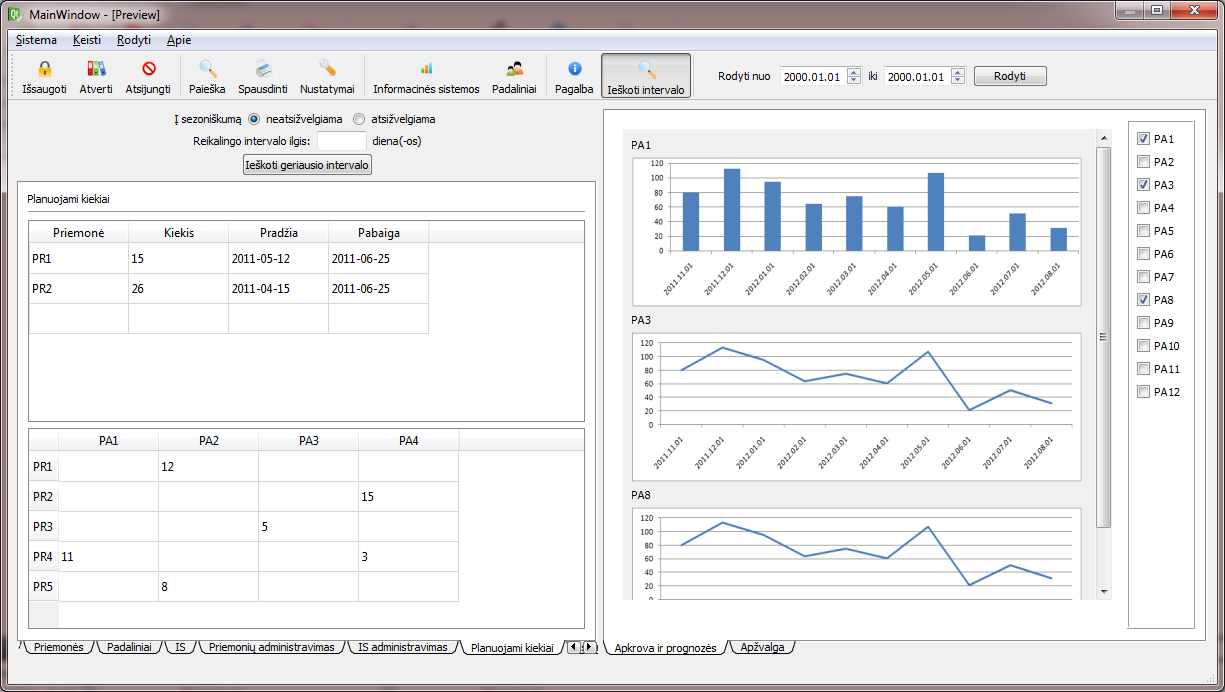 MainWindow - [Preview]
Sistema Keisti Rodyti Apie
Išsaugoti Atverti Atsijungti Paieška Spausdinti Nustatymai Informacinės sistemos Padaliniai Pagalba Ieškoti intervalo Rodyti nuo 2000.01.01 iki 2000.01.01 Rodyti
Į sezoniškumą neatsižvelgiama atsižvelgiama
Reikalingo intervalo ilgis: diena(-os)
Ieškoti geriausio intervalo
Planuojami kiekiai
Priemonė Kiekis Pradžia Pabaiga
PR1 15 2011-05-12 2011-06-25
PR2 26 2011-04-15 2011-06-25
PA1 PA2 PA3 PA4
PR1 12
PR2 15
PR3 5
PR4 11 3
PR5 8
Priemonės Padaliniai IS Priemonių administravimas IS administravimas Planuojami kiekiai
PA1
120
100
80
60
40
20
0
2011.11.01 2011.12.01 2012.01.01 2012.02.01 2012.03.01 2012.04.01 2012.05.01 2012.06.01 2012.07.01 2012.08.01
PA3
120
100
80
60
40
20
0
2011.11.01 2011.12.01 2012.01.01 2012.02.01 2012.03.01 2012.04.01 2012.05.01 2012.06.01 2012.07.01 2012.08.01
PA8
120
100
80
60
40
20
Apkrova ir prognozės Apžvalga
PA1
PA2
PA3
PA4
PA5
PA6
PA7
PA8
PA9
PA10
PA11
PA12